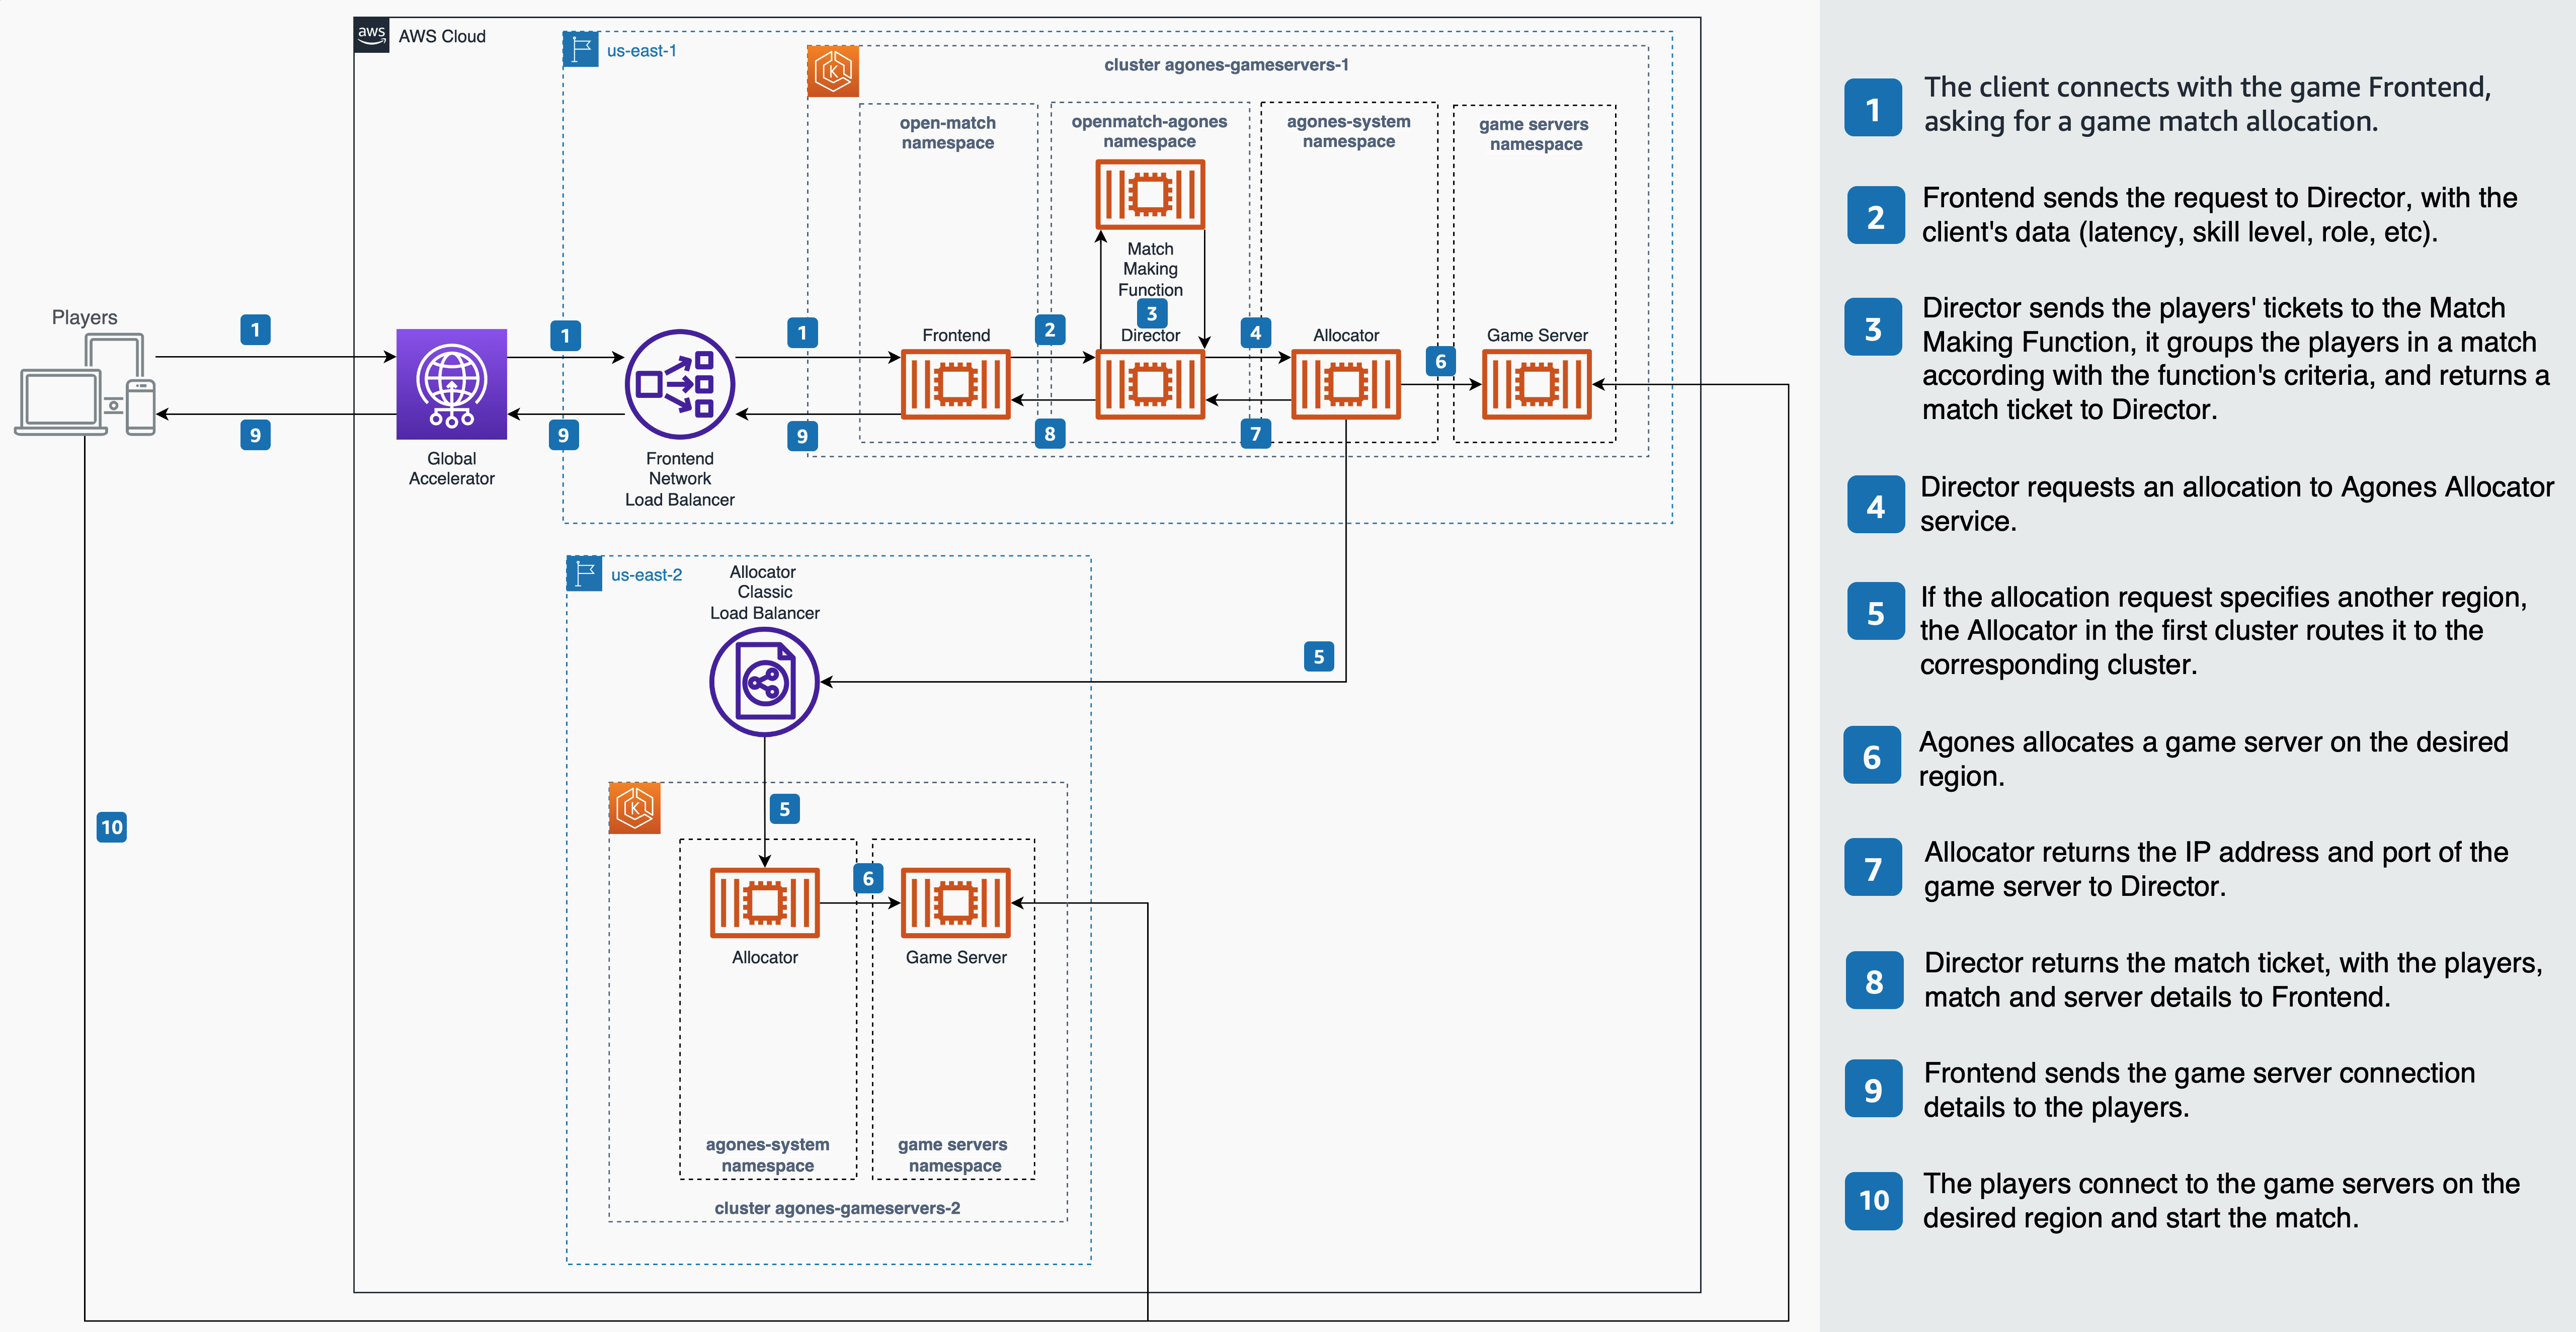 aws
AWS Cloud
us-east-1
cluster agones-gameservers-1
open-match
namespace
openmatch-agones
namespace
agones-system
namespace
game servers
namespace
Match
Making
Function
3
Players
1
1
1
Frontend
2
Director
4
Allocator
6
Game Server
9
9
9
8
7
Global
Accelerator
Frontend
Network
Load Balancer
us-east-2
Allocator
Classic
Load Balancer
5
5
10
6
Allocator
Game Server
agones-system
namespace
game servers
namespace
cluster agones-gameservers-2
1
The client connects with the game Frontend,
asking for a game match allocation.
2
Frontend sends the request to Director, with the
client's data (latency, skill level, role, etc).
3
Director sends the players' tickets to the Match
Making Function, it groups the players in a match
according with the function's criteria, and returns a
match ticket to Director.
4
Director requests an allocation to Agones Allocator
service.
5
If the allocation request specifies another region,
the Allocator in the first cluster routes it to the
corresponding cluster.
6
Agones allocates a game server on the desired
region.
7
Allocator returns the IP address and port of the
game server to Director.
8
Director returns the match ticket, with the players,
match and server details to Frontend.
9
Frontend sends the game server connection
details to the players.
10
The players connect to the game servers on the
desired region and start the match.
K
K